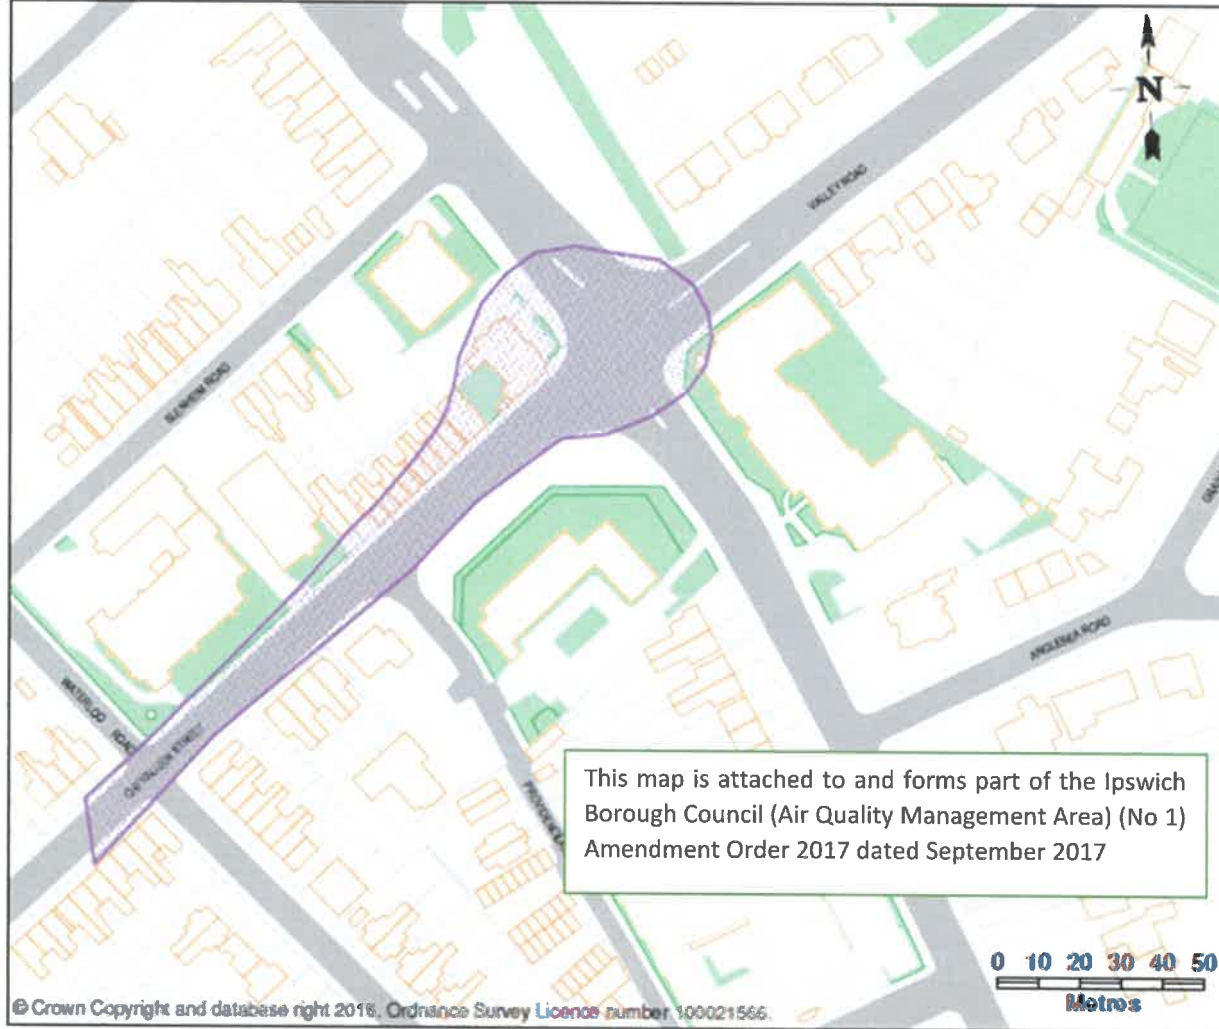 N
VALLEY ROAD
BLENHEIM ROAD
ANGLESEA ROAD
WATERLOO
ROAD
CHEVALLIER STREET
This map is attached to and forms part of the Ipswich
Borough Council (Air Quality Management Area) (No 1)
Amendment Order 2017 dated September 2017
0 10 20 30 40 50
Metres
© Crown Copyright and database right 2016. Ordnance Survey Licence number 100021566.